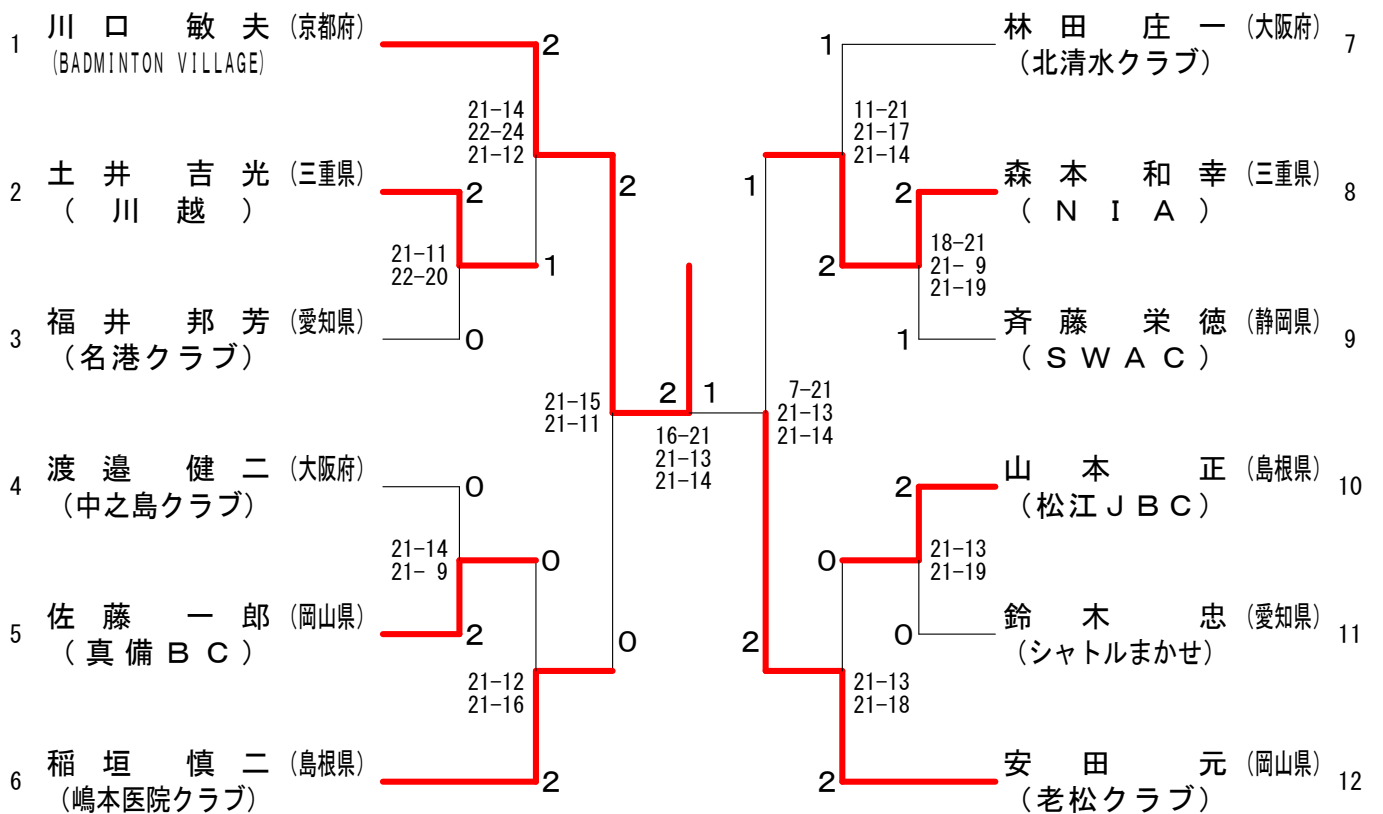 1 川口 敏夫 (京都府)
(BADMINTON VILLAGE)
2
21-14
22-24
21-12
2 土井 吉光 (三重県)
(川越)
2
2
21-11
22-20
1
3 福井 邦芳 (愛知県)
(名港クラブ)
0
21-15
21-11
2 1
16-21
21-13
21-14
4 渡邉 健二 (大阪府)
(中之島クラブ)
0
21-14
21- 9
0
5 佐藤 一郎 (岡山県)
(真備BC)
2
0
21-12
21-16
6 稲垣 慎二 (島根県)
(嶋本医院クラブ)
2
1
林田 庄一 (大阪府) 7
(北清水クラブ)
11-21
21-17
21-14
1
2
森本 和幸 (三重県) 8
(NIA)
2
18-21
21- 9
21-19
1
斉藤 栄徳 (静岡県) 9
(SWAC)
7-21
21-13
21-14
2
山本 正 (島根県) 10
(松江JBC)
0
21-13
21-19
0
鈴木 忠 (愛知県) 11
(シャトルまかせ)
2
21-13
21-18
2
安田 元 (岡山県) 12
(老松クラブ)